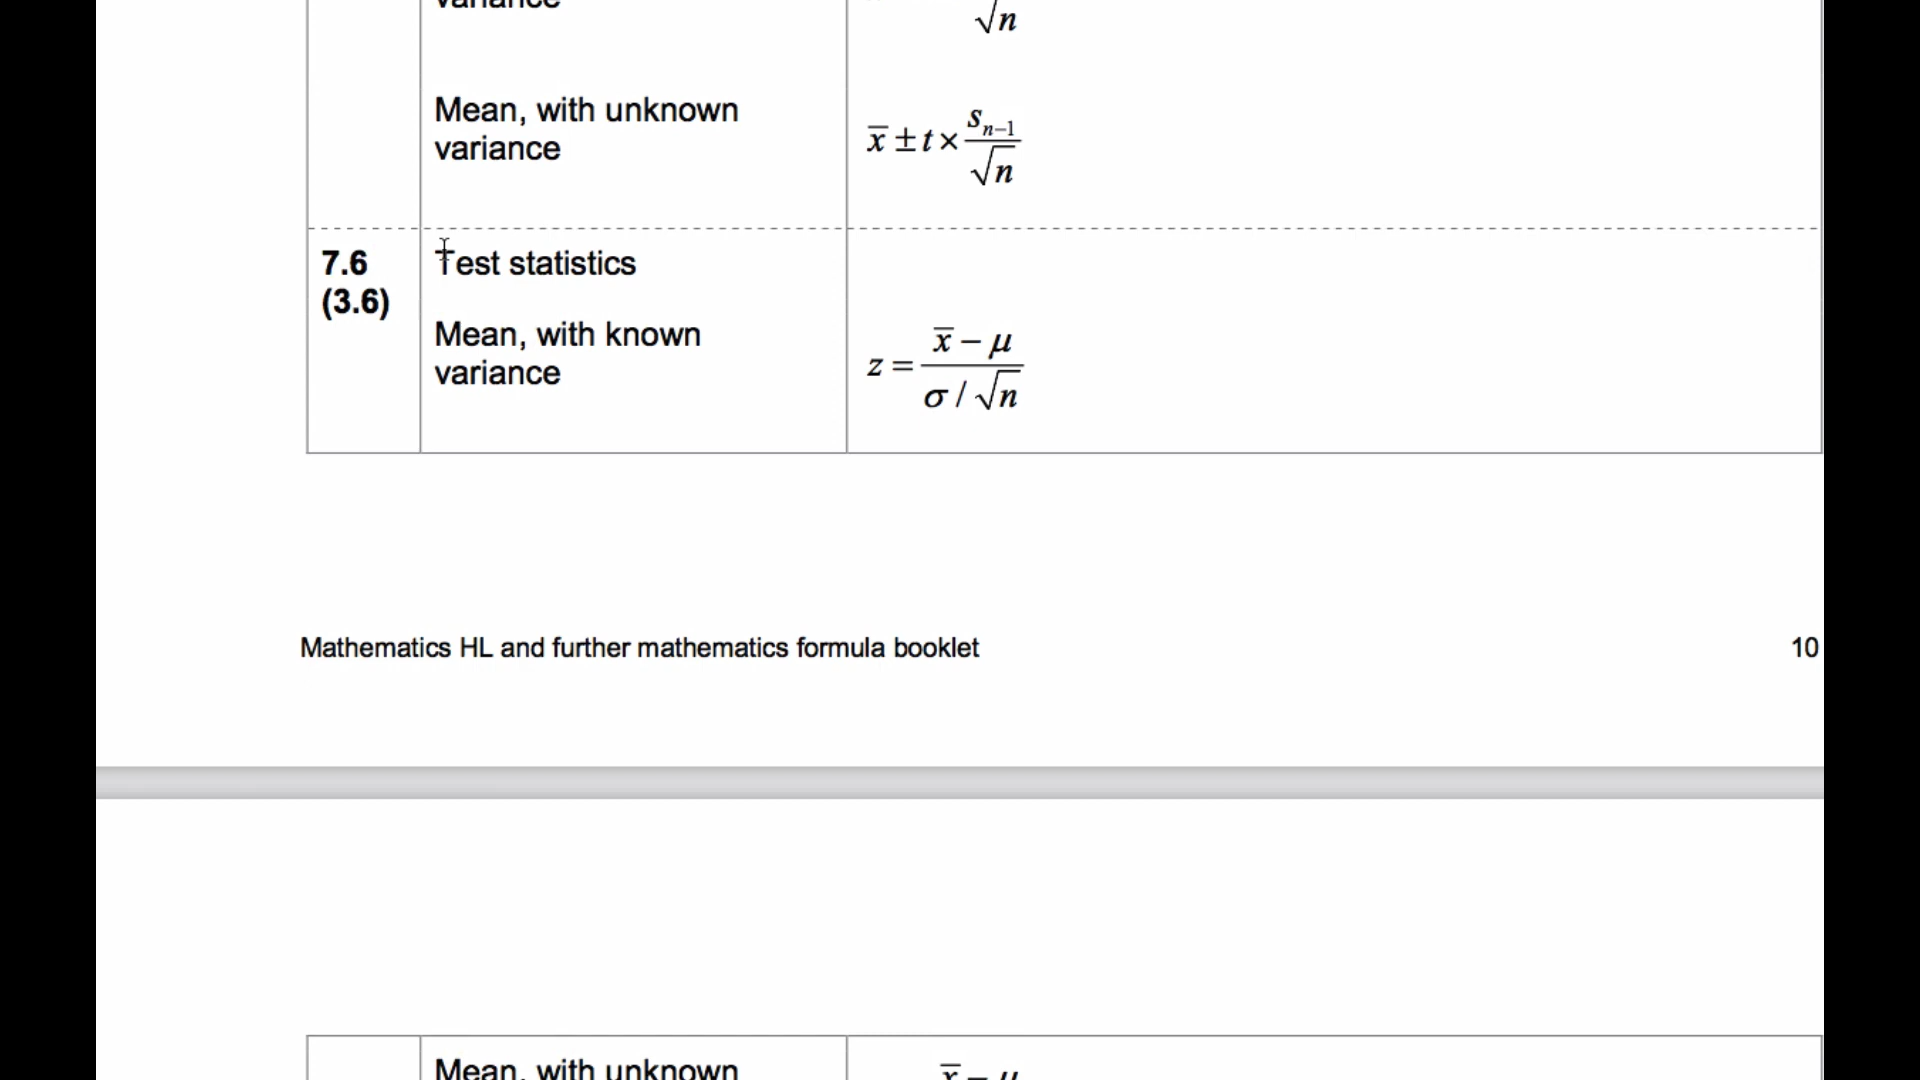 variance
√n
Mean, with unknown
variance
x̄ ± t × s_{n−1} / √n
7.6
(3.6)
Test statistics
Mean, with known
variance
z = (x̄ − μ) / (σ / √n)
Mathematics HL and further mathematics formula booklet
10
Mean, with unknown
x̄ − μ